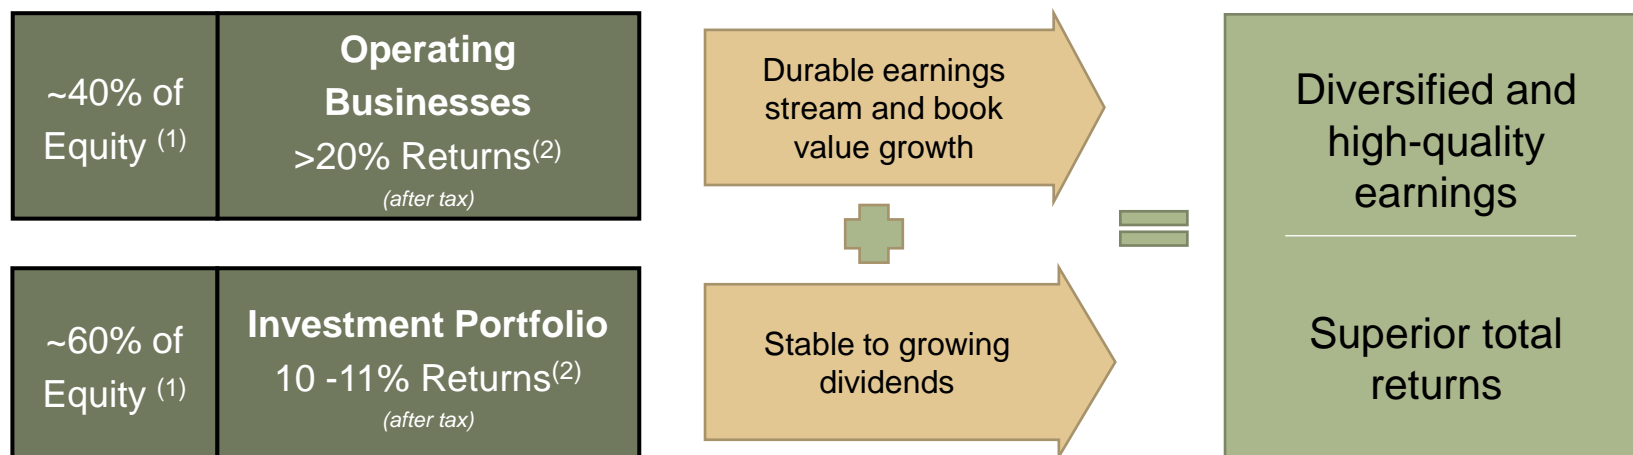 ~40% of
Equity (1)
Operating
Businesses
>20% Returns(2)
(after tax)
Durable earnings
stream and book
value growth
Diversified and
high-quality
earnings
~60% of
Equity (1)
Investment Portfolio
10 -11% Returns(2)
(after tax)
Stable to growing
dividends
Superior total
returns